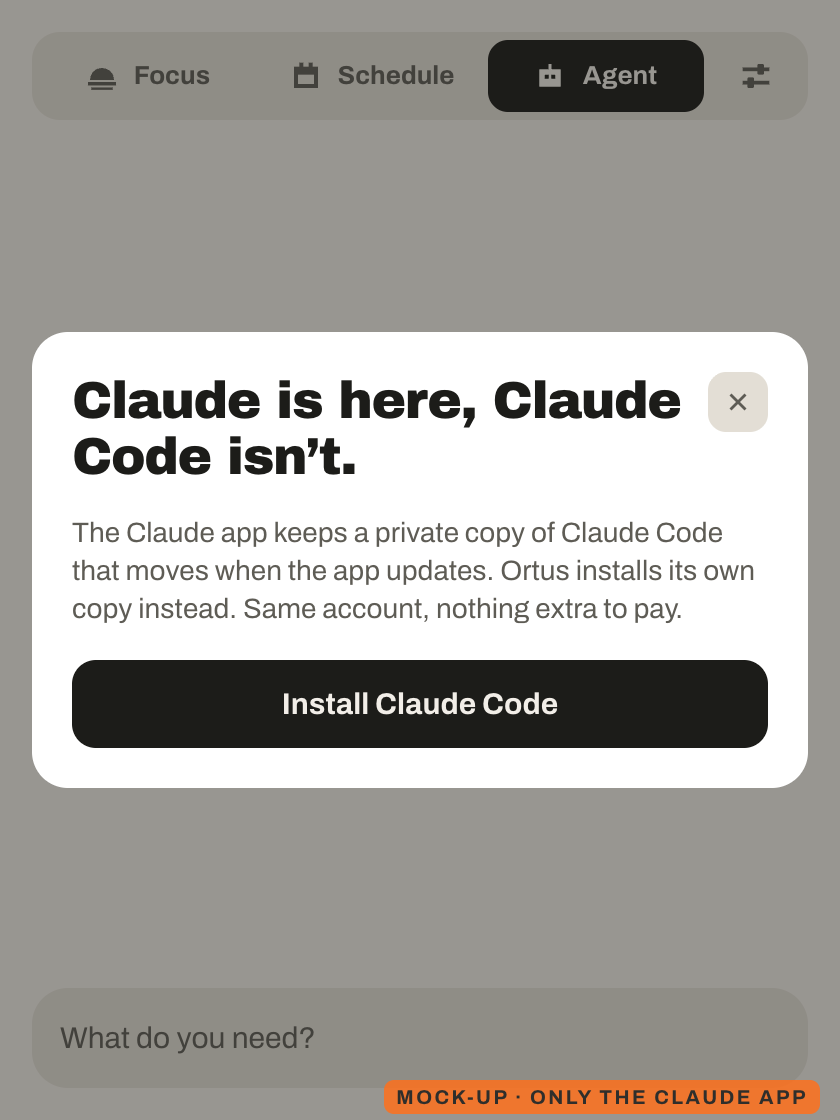 Focus
Schedule
Agent
Claude is here, Claude
Code isn’t.
The Claude app keeps a private copy of Claude Code
that moves when the app updates. Ortus installs its own
copy instead. Same account, nothing extra to pay.
Install Claude Code
What do you need?
MOCK-UP · ONLY THE CLAUDE APP